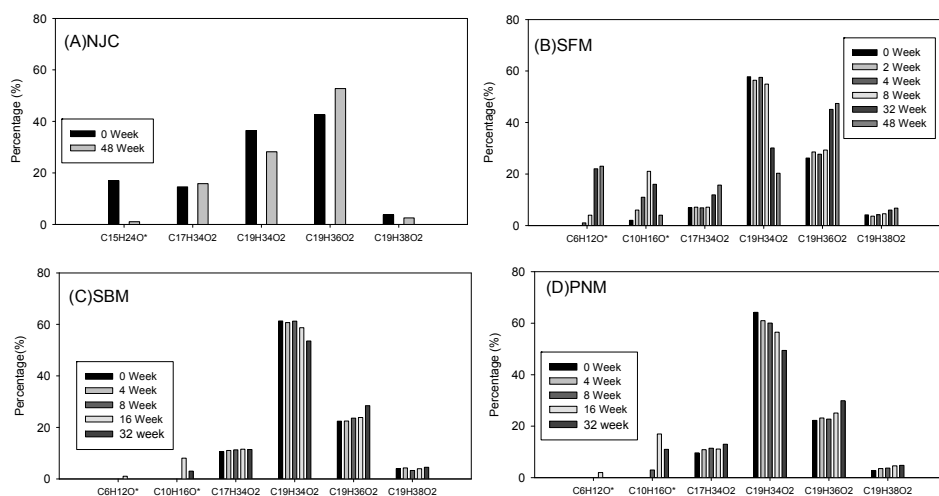 80
60
40
20
0
Percentage (%)
(A)NJC
0 Week
48 Week
C15H24O*
C17H34O2
C19H34O2
C19H36O2
C19H38O2
80
60
40
20
0
Percentage (%)
(B)SFM
0 Week
2 Week
4 Week
8 Week
32 Week
48 Week
C6H12O*
C10H16O*
C17H34O2
C19H34O2
C19H36O2
C19H38O2
80
60
40
20
0
Percentage(%)
(C)SBM
0 Week
4 Week
8 Week
16 Week
32 week
C6H12O*
C10H16O*
C17H34O2
C19H34O2
C19H36O2
C19H38O2
80
60
40
20
0
Percentage (%)
(D)PNM
0 Week
4 Week
8 Week
16 Week
32 week
C6H12O*
C10H16O*
C17H34O2
C19H34O2
C19H36O2
C19H38O2